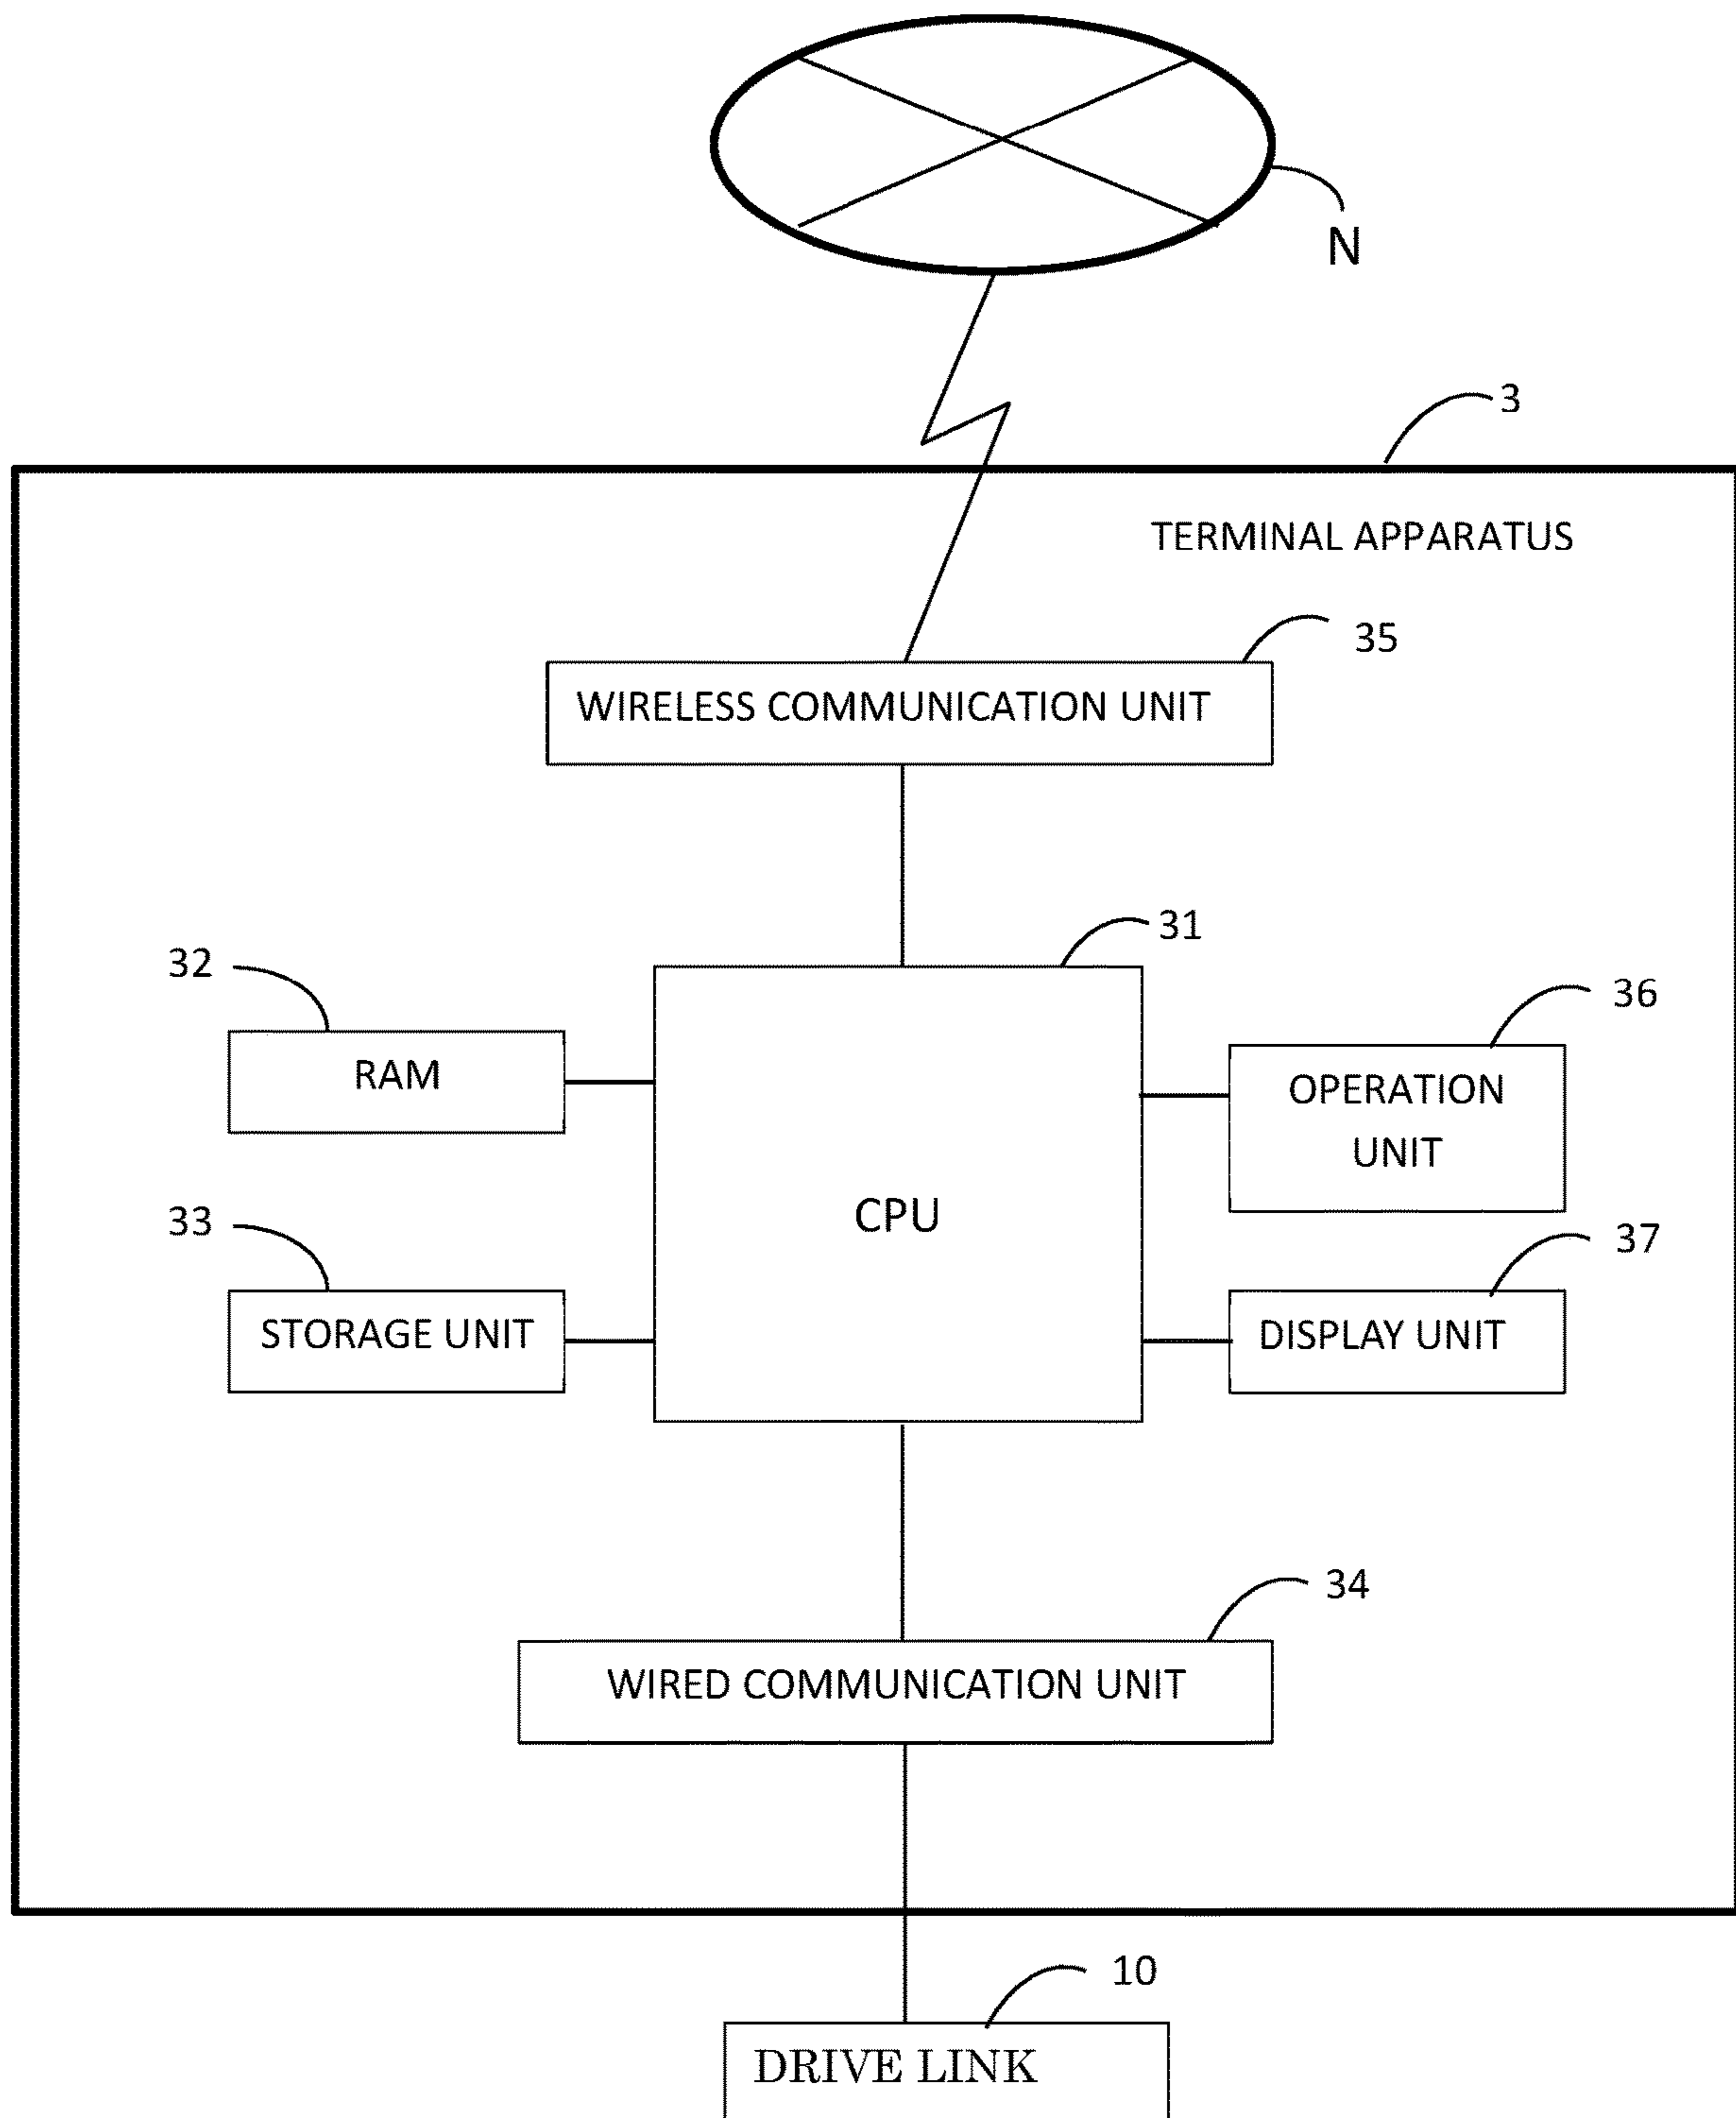 N
3
TERMINAL APPARATUS
35
WIRELESS COMMUNICATION UNIT
31
32
36
RAM
OPERATION
UNIT
CPU
33
37
STORAGE UNIT
DISPLAY UNIT
34
WIRED COMMUNICATION UNIT
10
DRIVE LINK